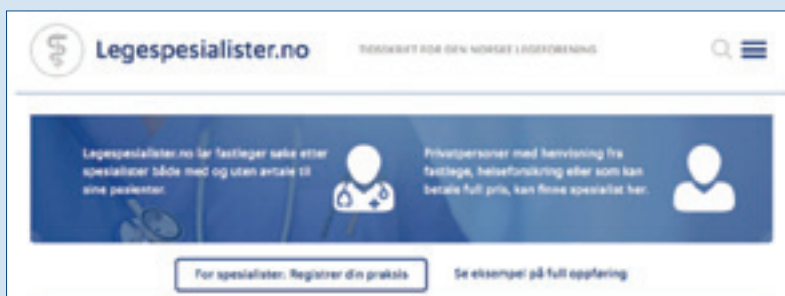 Legespesialister.no
TIDSSKRIFT FOR DEN NORSKE LEGEFORENING
Legespesialister.no lar fastleger søke etter
spesialister både med og uten avtale til
sine pasienter.
Privatpersoner med henvisning fra
fastlege, helseforsikring eller som kan
betale full pris, kan finne spesialist her.
For spesialister: Registrer din praksis
Se eksempel på full oppføring